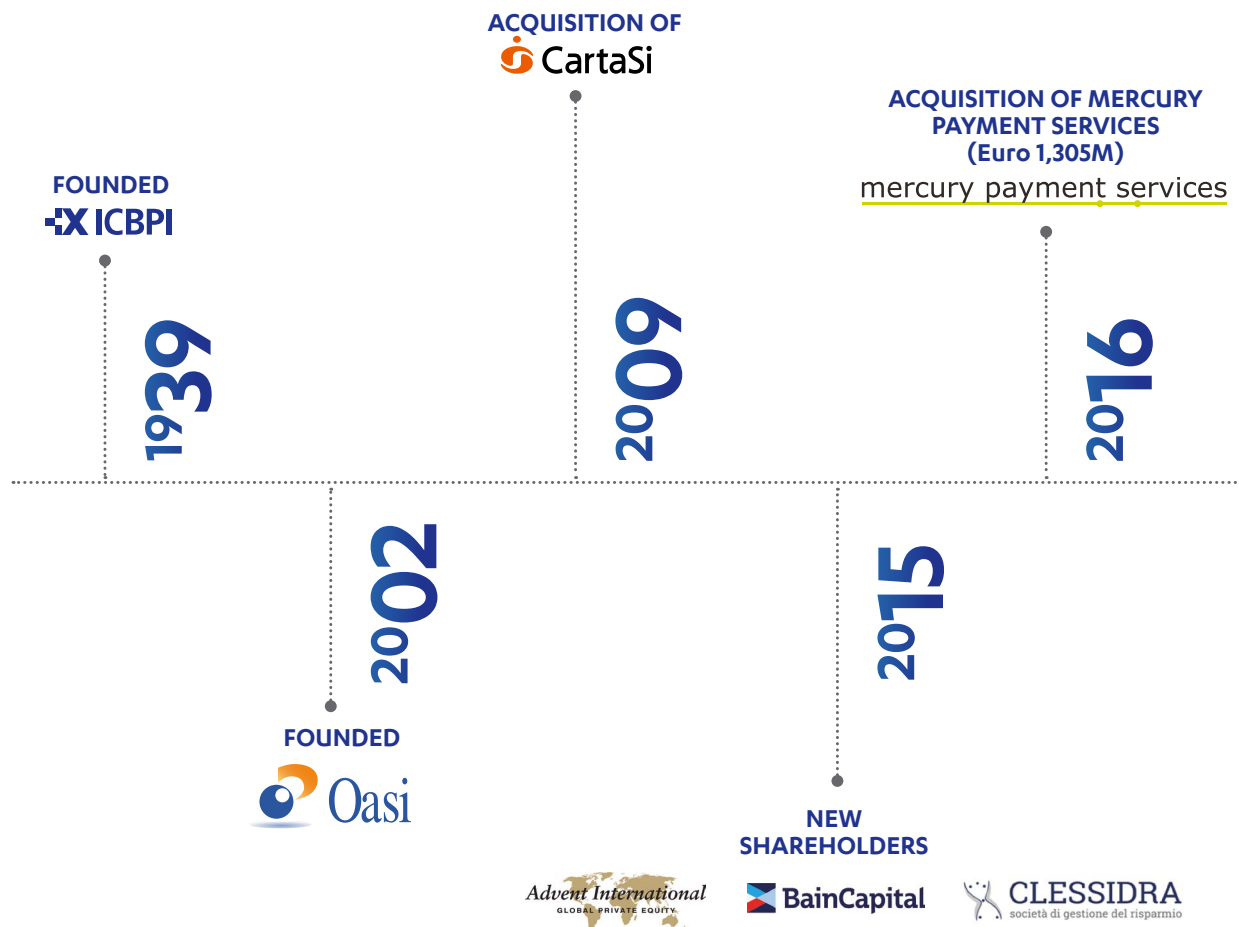 ACQUISITION OF
CartaSi
ACQUISITION OF MERCURY
PAYMENT SERVICES
(Euro 1,305M)
mercury payment services
FOUNDED
ICBPI
1939
2009
2016
2002
2015
FOUNDED
Oasi
NEW
SHAREHOLDERS
Advent International
GLOBAL PRIVATE EQUITY
BainCapital
CLESSIDRA
società di gestione del risparmio